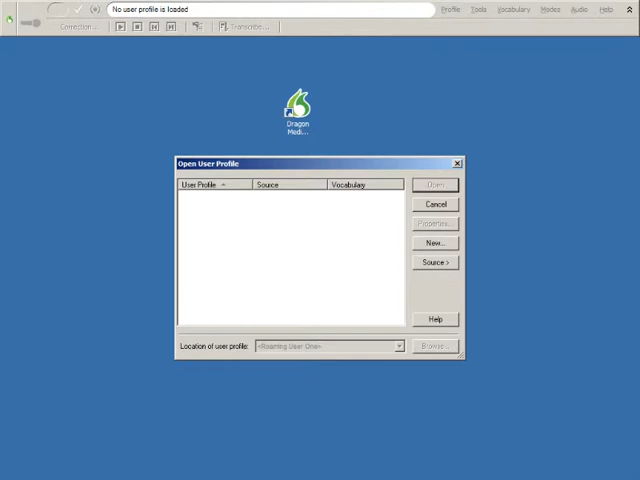 No user profile is loaded
Profile Tools Vocabulary Modes Audio Help
Correction... Transcribe...
Dragon
Medi...
Open User Profile
User Profile Source Vocabulary
Open
Cancel
Properties...
New...
Source >
Help
Location of user profile: <Roaming User One> Browse...